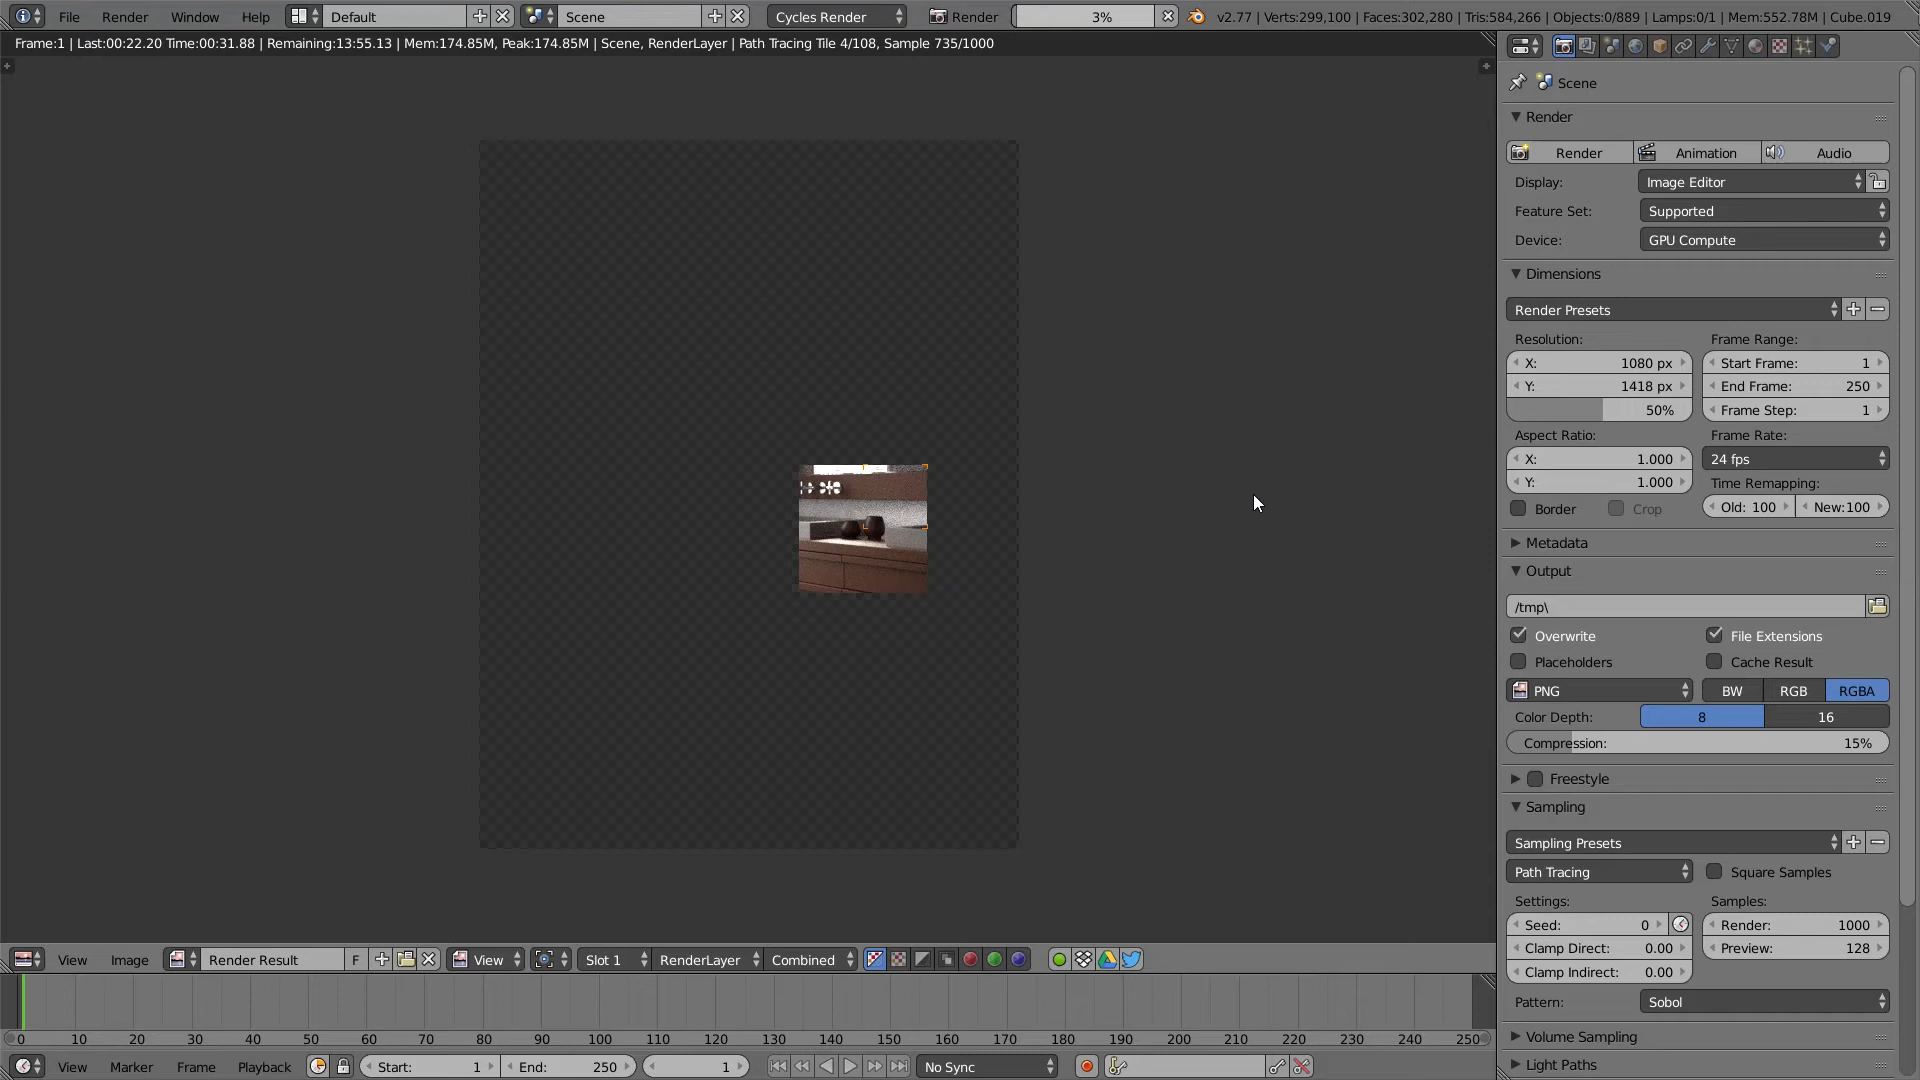 File Render Window Help Default Scene Cycles Render Render 3% v2.77 | Verts:299,100 | Faces:302,280 | Tris:584,266 | Objects:0/889 | Lamps:0/1 | Mem:552.78M | Cube.019
Frame:1 | Last:00:22.20 Time:00:31.88 | Remaining:13:55.13 | Mem:174.85M, Peak:174.85M | Scene, RenderLayer | Path Tracing Tile 4/108, Sample 735/1000
Scene
Render
Render Animation Audio
Display: Image Editor
Feature Set: Supported
Device: GPU Compute
Dimensions
Render Presets
Resolution: Frame Range:
X: 1080 px Start Frame: 1
Y: 1418 px End Frame: 250
50% Frame Step: 1
Aspect Ratio: Frame Rate:
X: 1.000 24 fps
Y: 1.000 Time Remapping:
Border Crop Old: 100 New:100
Metadata
Output
/tmp\
Overwrite File Extensions
Placeholders Cache Result
PNG BW RGB RGBA
Color Depth: 8 16
Compression: 15%
Freestyle
Sampling
Sampling Presets
Path Tracing Square Samples
Settings: Samples:
Seed: 0 Render: 1000
Clamp Direct: 0.00 Preview: 128
Clamp Indirect: 0.00
Pattern: Sobol
Volume Sampling
Light Paths
View Image Render Result F View Slot 1 RenderLayer Combined
0 10 20 30 40 50 60 70 80 90 100 110 120 130 140 150 160 170 180 190 200 210 220 230 240 250
View Marker Frame Playback Start: 1 End: 250 1 No Sync